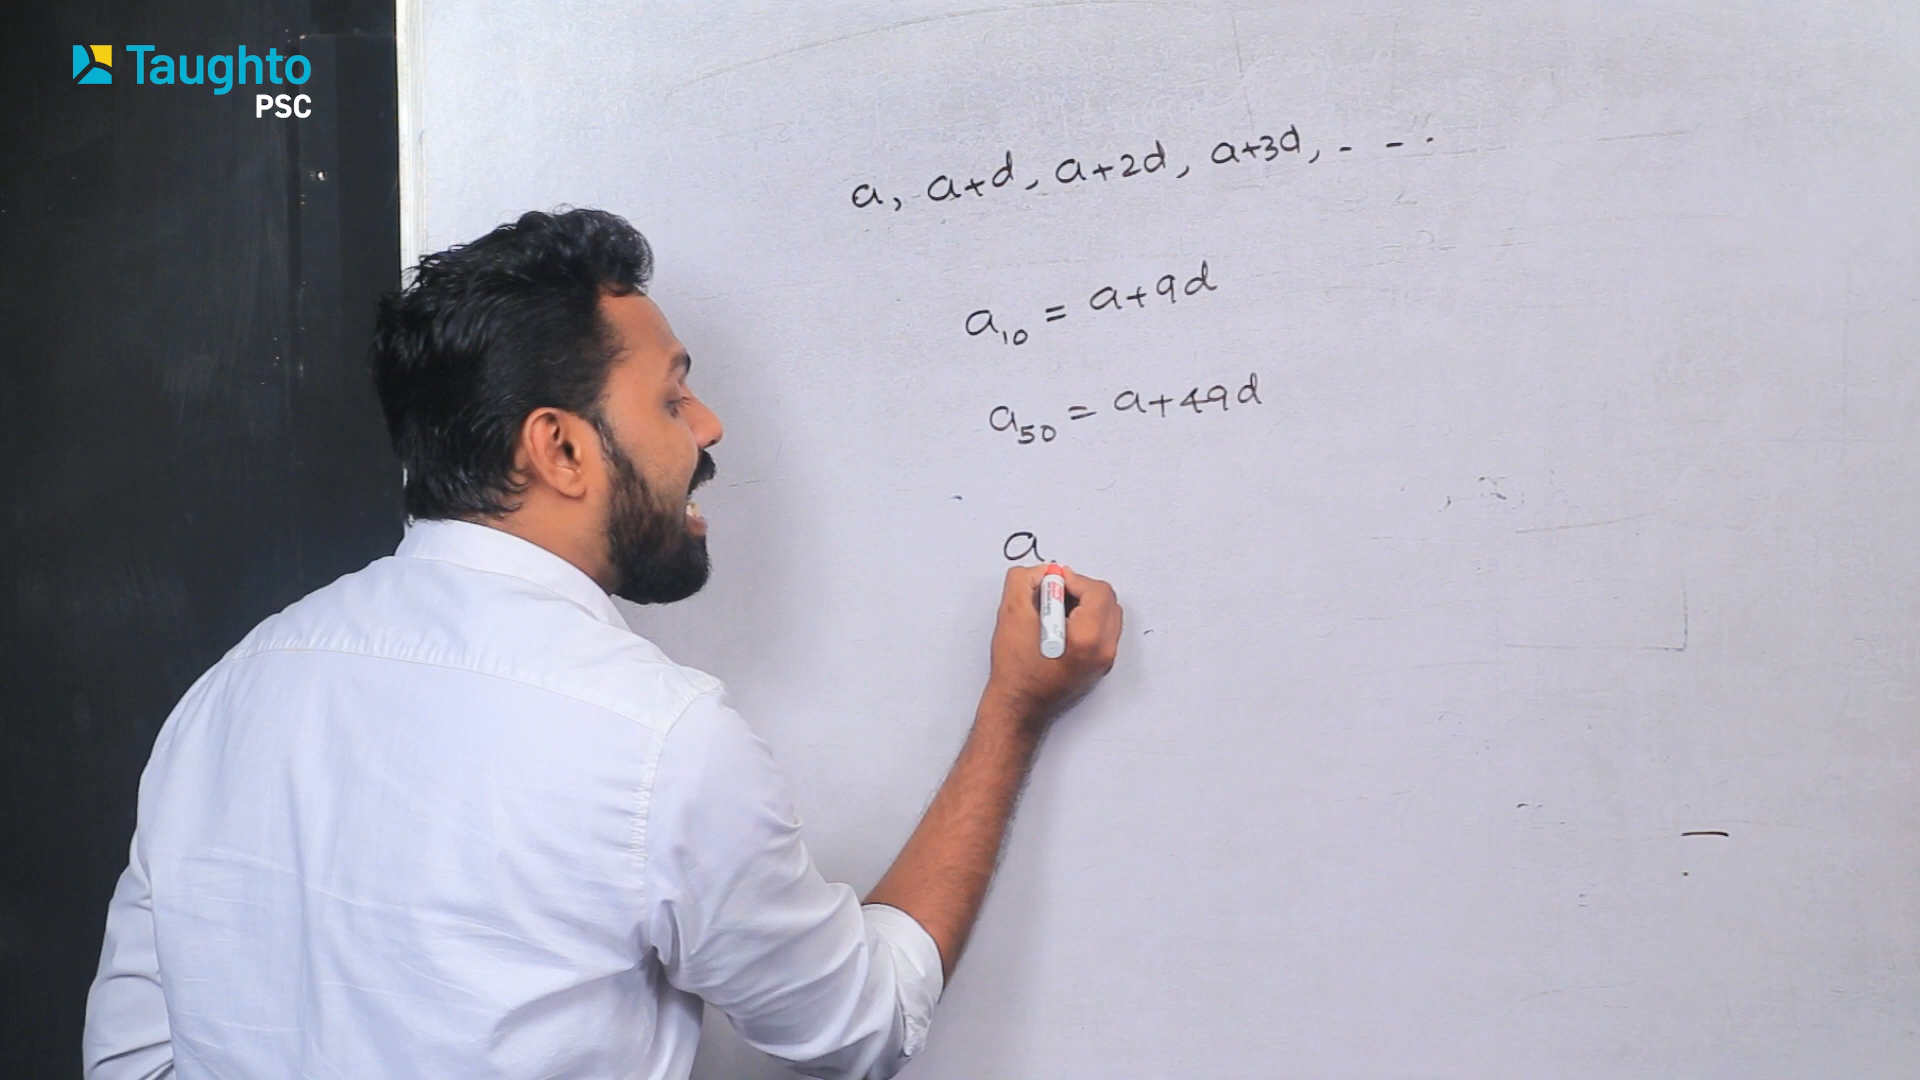 Taughto
PSC
a, a+d, a+2d, a+3d, - - .
a₁₀ = a+9d
a₅₀ = a+49d
a